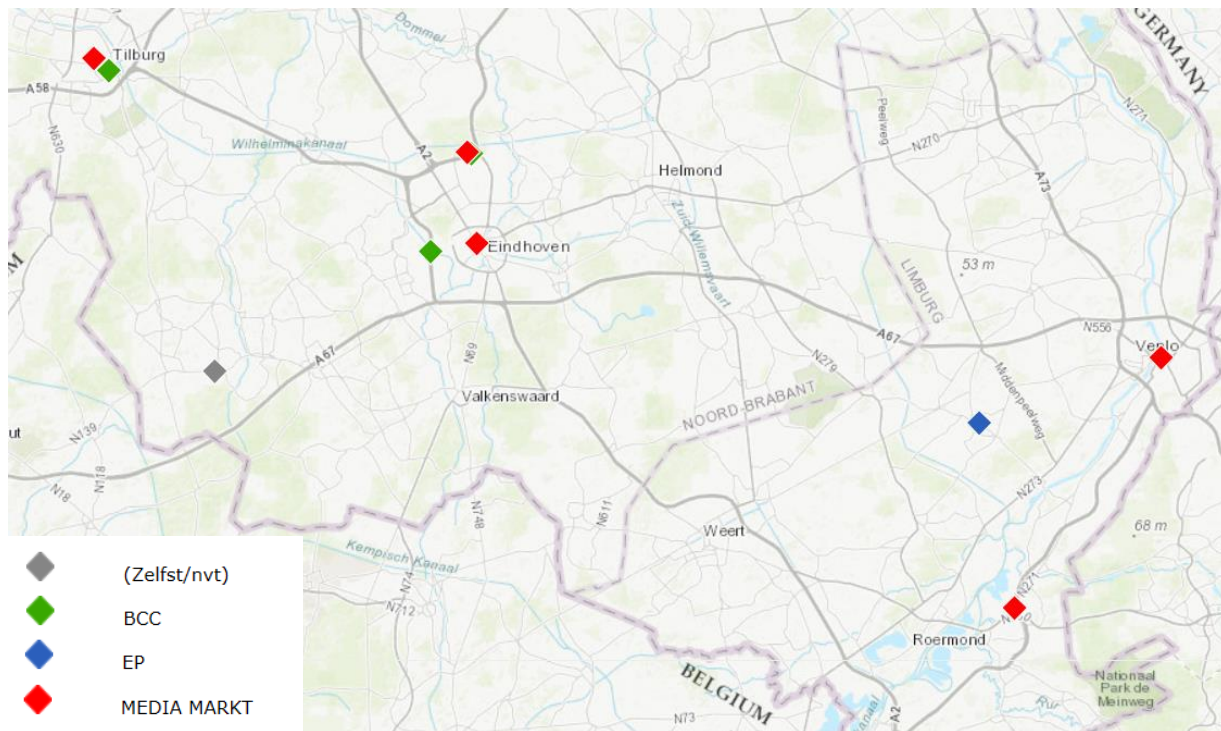 Dommel
GERMANY
Tilburg
A58
N271
Peelweg
N630
Wilhelminakanaal
A2
N270
Helmond
A73
Zuid-Willemsvaart
Eindhoven
LIMBURG
53 m
A67
N556
Venlo
A67
N69
N279
Middenpeelweg
Valkenswaard
NOORD-BRABANT
ut
N139
N118
N18
N273
N611
N748
Weert
68 m
Kempisch Kanaal
N74
N271
N712
Roermond
BELGIUM
Nationaal
Park de
Meinweg
Rur
N73
A2
(Zelfst/nvt)
BCC
EP
MEDIA MARKT